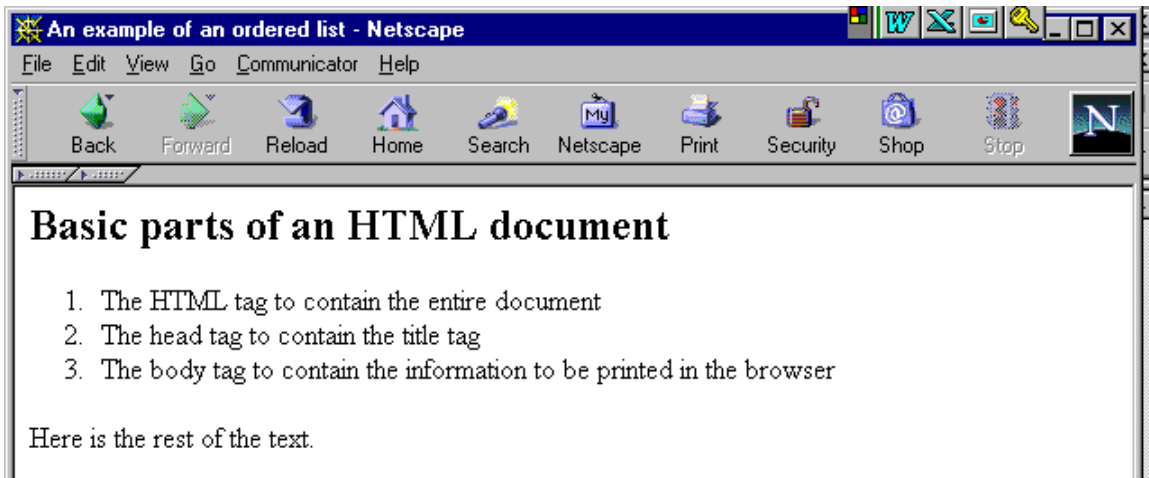 An example of an ordered list - Netscape
File Edit View Go Communicator Help
My N
Back Forward Reload Home Search Netscape Print Security Shop Stop
Basic parts of an HTML document
1. The HTML tag to contain the entire document
2. The head tag to contain the title tag
3. The body tag to contain the information to be printed in the browser
Here is the rest of the text.